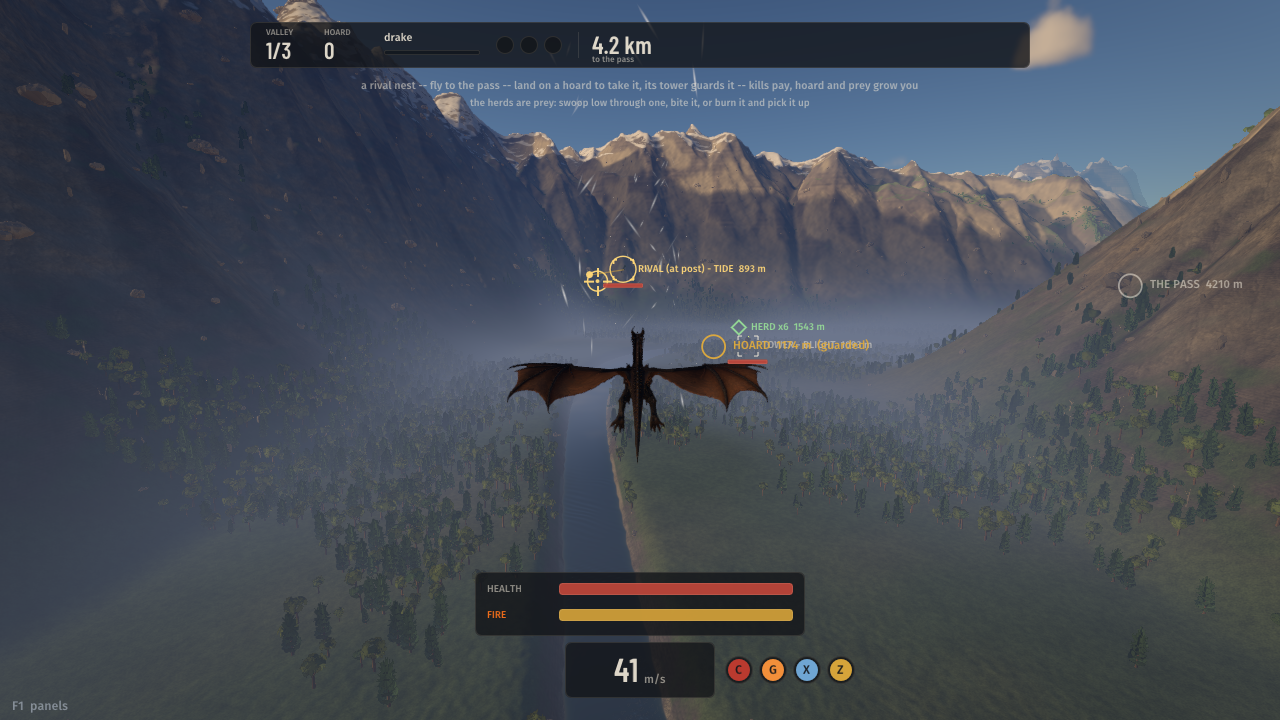 VALLEY
1/3
HOARD
0
drake
4.2 km
to the pass
a rival nest -- fly to the pass -- land on a hoard to take it, its tower guards it -- kills pay, hoard and prey grow you
the herds are prey: swoop low through one, bite it, or burn it and pick it up
RIVAL (at post) - TIDE 893 m
THE PASS 4210 m
HERD x6 1543 m
HOARD (guarded)
TOWER
HEALTH
FIRE
41 m/s
C G X Z
F1 panels